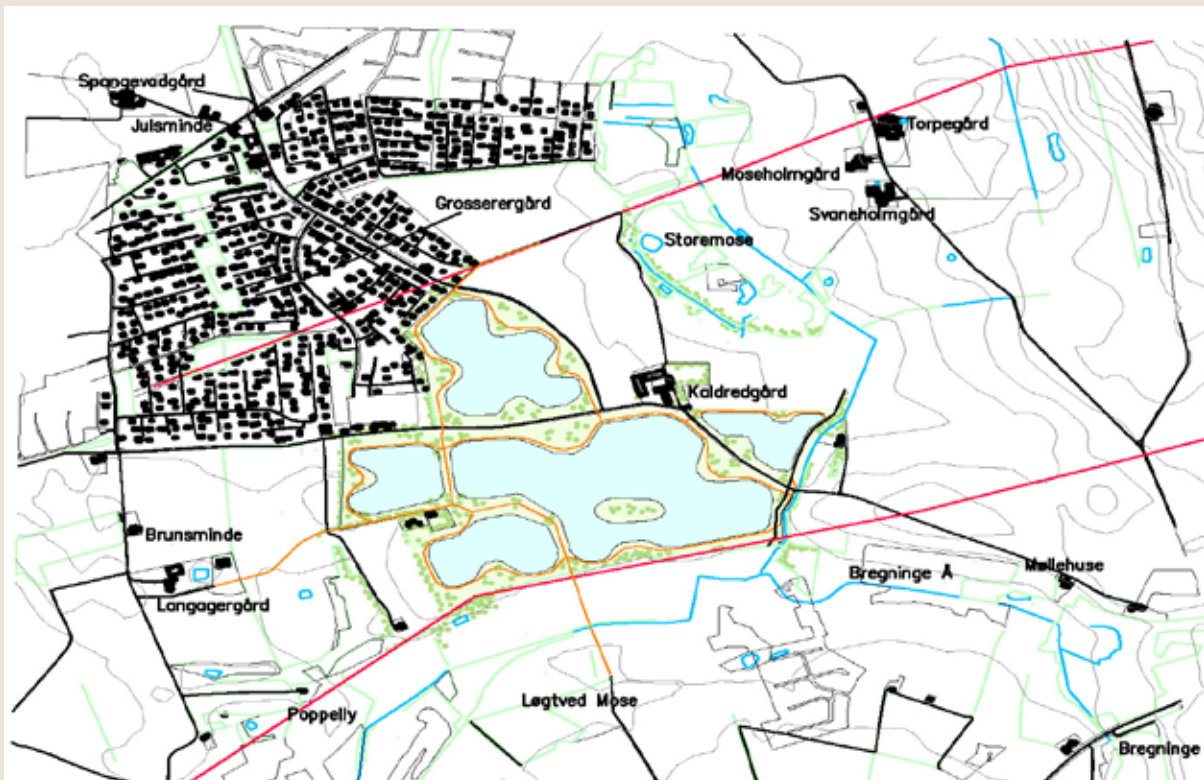 Spangevadgård
Julsminde
Torpegård
Moseholmgård
Grosserergård
Svaneholmgård
Storemose
Kaldredgård
Brunsminde
Bregninge Å
Møllehuse
Langagergård
Løgtved Mose
Poppelly
Bregninge